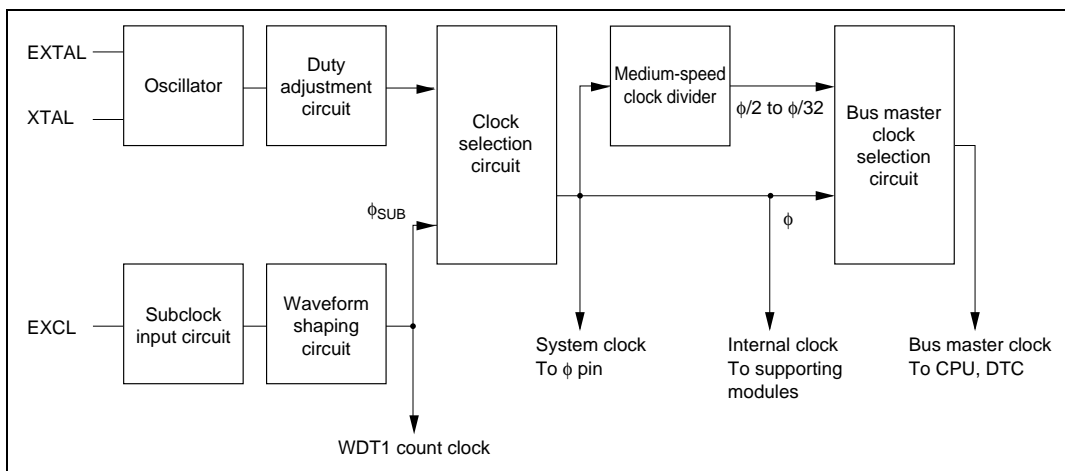 EXTAL
XTAL
Oscillator
Duty
adjustment
circuit
Clock
selection
circuit
Medium-speed
clock divider
ϕ/2 to ϕ/32
Bus master
clock
selection
circuit
ϕSUB
ϕ
EXCL
Subclock
input circuit
Waveform
shaping
circuit
System clock
To ϕ pin
Internal clock
To supporting
modules
Bus master clock
To CPU, DTC
WDT1 count clock